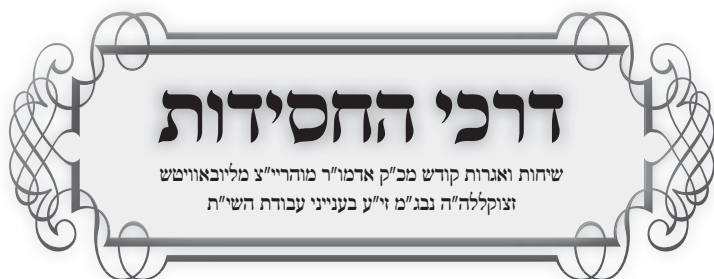 דרכי החסידות
שיחות ואגרות קודש מכ"ק אדמו"ר מוהריי"צ מליובאוויטש
זצוקללה"ה נבג"מ זי"ע בענייני עבודת השי"ת